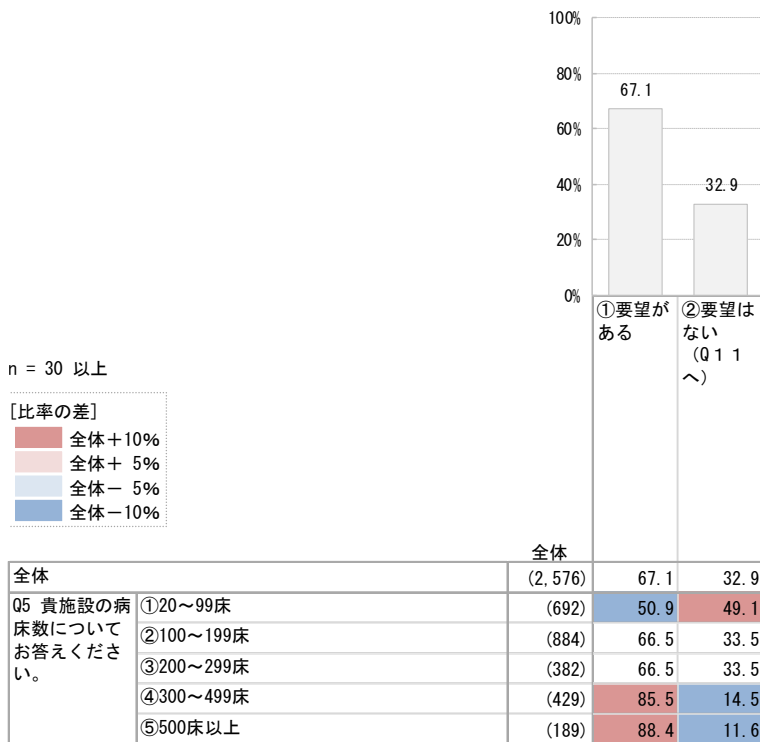 100%
80%
60%
40%
20%
0%
67.1
32.9
①要望が
ある
②要望は
ない
(Q11
へ)
n = 30 以上
[比率の差]
全体+10%
全体+ 5%
全体- 5%
全体-10%
全体
全体 (2,576) 67.1 32.9
Q5 貴施設の病
床数について
お答えくださ
い。
①20~99床 (692) 50.9 49.1
②100~199床 (884) 66.5 33.5
③200~299床 (382) 66.5 33.5
④300~499床 (429) 85.5 14.5
⑤500床以上 (189) 88.4 11.6